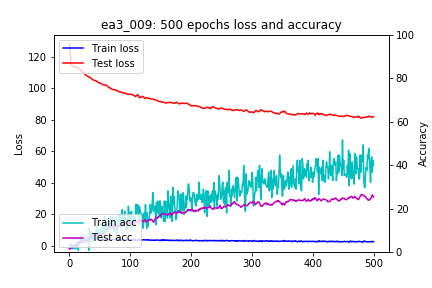 ea3_009: 500 epochs loss and accuracy
Train loss
Test loss
Train acc
Test acc
Loss
Accuracy
120
100
80
60
40
20
0
100
80
60
40
20
0
0
100
200
300
400
500